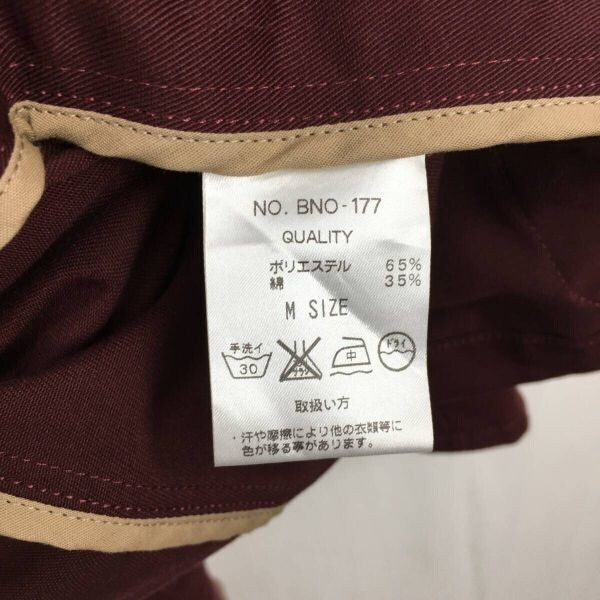 NO. BNO-177
QUALITY
ポリエステル 65%
綿 35%
M SIZE
手洗イ 30 中 ドライ
取扱い方
・汗や摩擦により他の衣類等に
色が移る事があります。